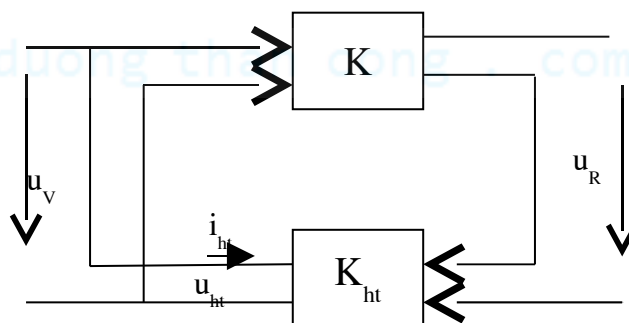 duong than cong . com
K
u_V
u_R
i_ht
u_ht
K_ht